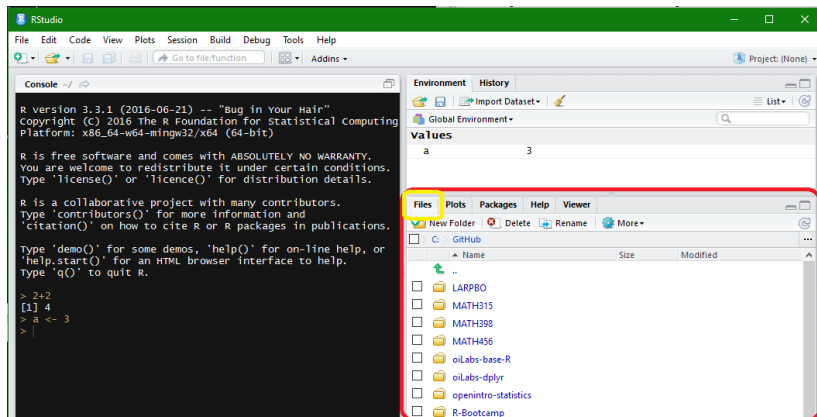 RStudio
File Edit Code View Plots Session Build Debug Tools Help
Go to file/function Addins Project: (None)
Console ~/
R version 3.3.1 (2016-06-21) -- "Bug in Your Hair"
Copyright (C) 2016 The R Foundation for Statistical Computing
Platform: x86_64-w64-mingw32/x64 (64-bit)
R is free software and comes with ABSOLUTELY NO WARRANTY.
You are welcome to redistribute it under certain conditions.
Type 'license()' or 'licence()' for distribution details.
R is a collaborative project with many contributors.
Type 'contributors()' for more information and
'citation()' on how to cite R or R packages in publications.
Type 'demo()' for some demos, 'help()' for on-line help, or
'help.start()' for an HTML browser interface to help.
Type 'q()' to quit R.
> 2+2
[1] 4
> a <- 3
>
Environment History
Import Dataset List
Global Environment
Values
a 3
Files Plots Packages Help Viewer
New Folder Delete Rename More
C: GitHub ...
Name Size Modified
..
LARPBO
MATH315
MATH398
MATH456
oiLabs-base-R
oiLabs-dplyr
openintro-statistics
R-Bootcamp